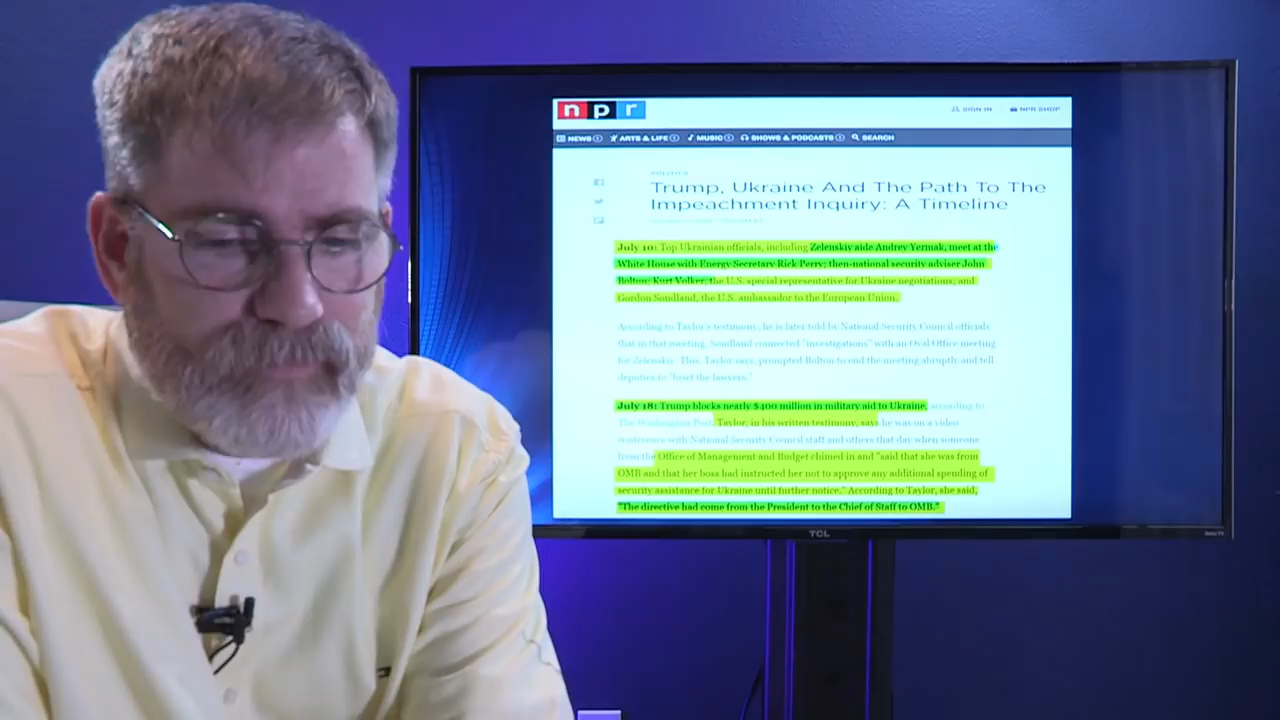 npr
SIGN IN NPR SHOP
NEWS ARTS & LIFE MUSIC SHOWS & PODCASTS SEARCH
POLITICS
Trump, Ukraine And The Path To The
Impeachment Inquiry: A Timeline
July 10: Top Ukrainian officials, including Zelenskiy aide Andrey Yermak, meet at the
White House with Energy Secretary Rick Perry; then-national security adviser John
Bolton; Kurt Volker, the U.S. special representative for Ukraine negotiations; and
Gordon Sondland, the U.S. ambassador to the European Union.
According to Taylor's testimony, he is later told by National Security Council officials
that in that meeting, Sondland connected "investigations" with an Oval Office meeting
for Zelenskiy. This, Taylor says, prompted Bolton to end the meeting abruptly and tell
deputies to "brief the lawyers."
July 18: Trump blocks nearly $400 million in military aid to Ukraine, according to
The Washington Post. Taylor, in his written testimony, says he was on a video
conference with National Security Council staff and others that day when someone
from the Office of Management and Budget chimed in and "said that she was from
OMB and that her boss had instructed her not to approve any additional spending of
security assistance for Ukraine until further notice." According to Taylor, she said,
"The directive had come from the President to the Chief of Staff to OMB."
TCL